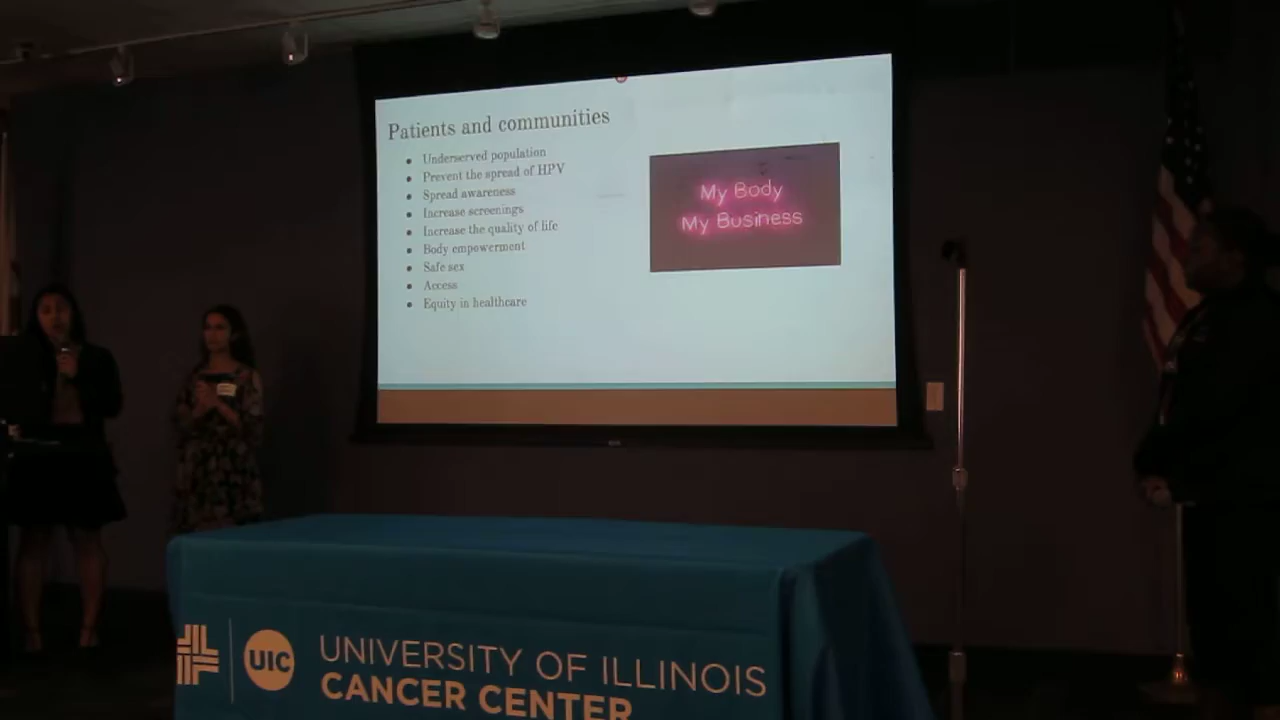 Patients and communities
Underserved population
Prevent the spread of HPV
Spread awareness
Increase screenings
Increase the quality of life
Body empowerment
Safe sex
Access
Equity in healthcare
My Body
My Business
UIC
UNIVERSITY OF ILLINOIS
CANCER CENTER